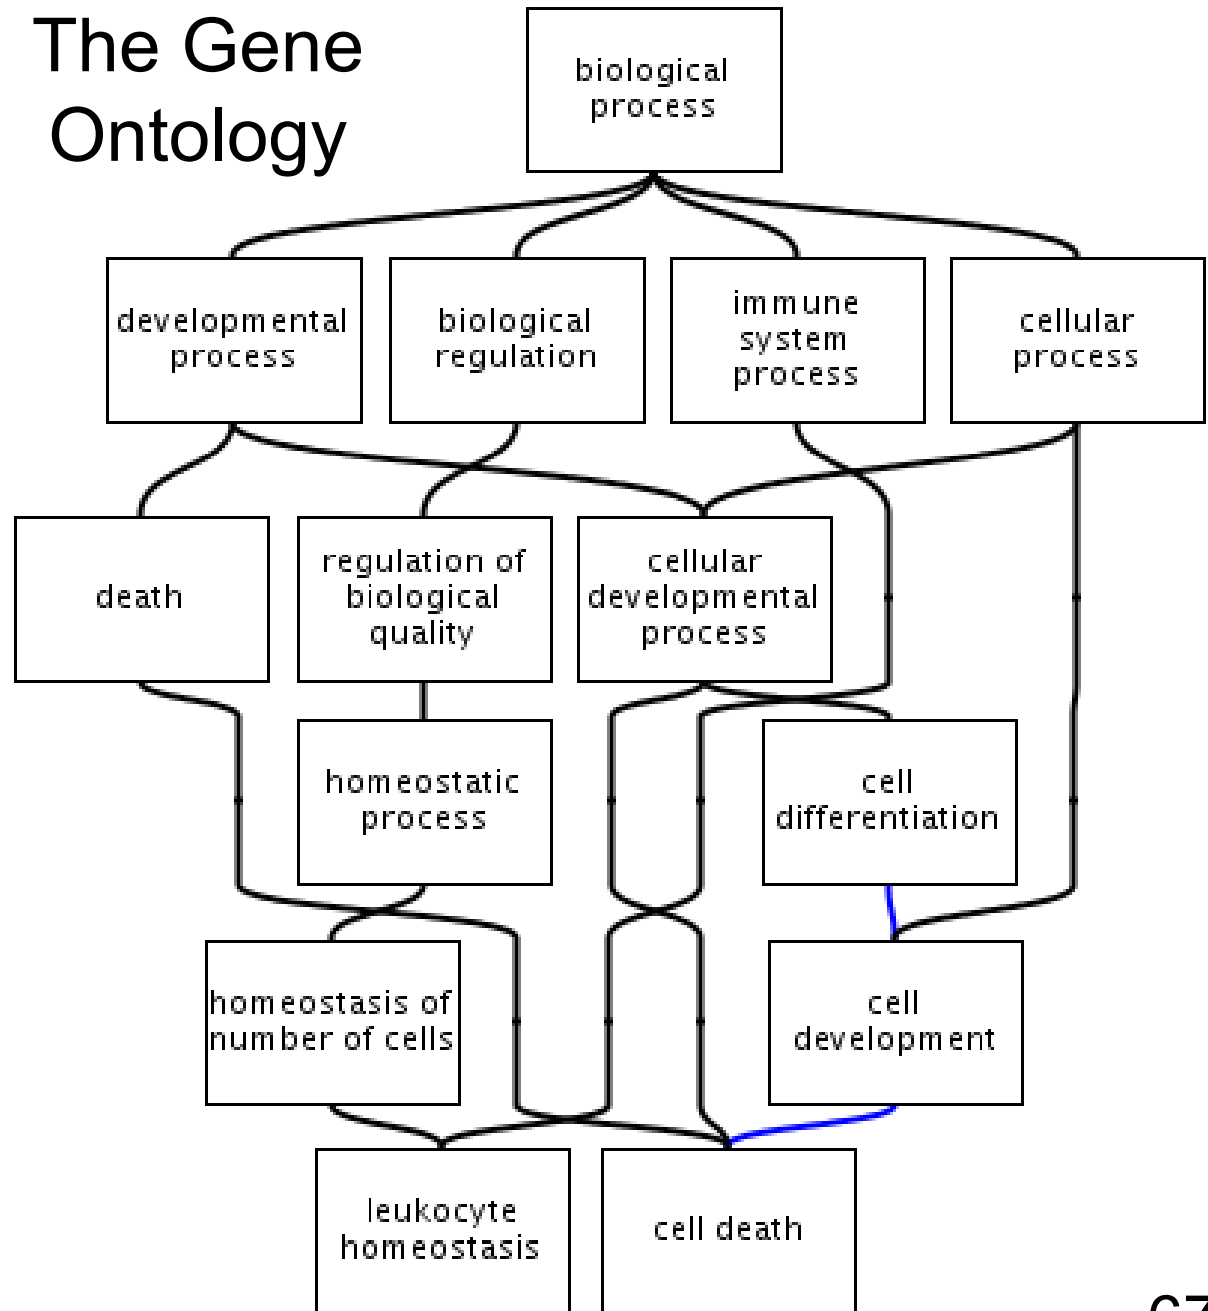 The Gene
Ontology
biological
process
developmental
process
biological
regulation
immune
system
process
cellular
process
death
regulation of
biological
quality
cellular
developmental
process
homeostatic
process
cell
differentiation
homeostasis of
number of cells
cell
development
leukocyte
homeostasis
cell death